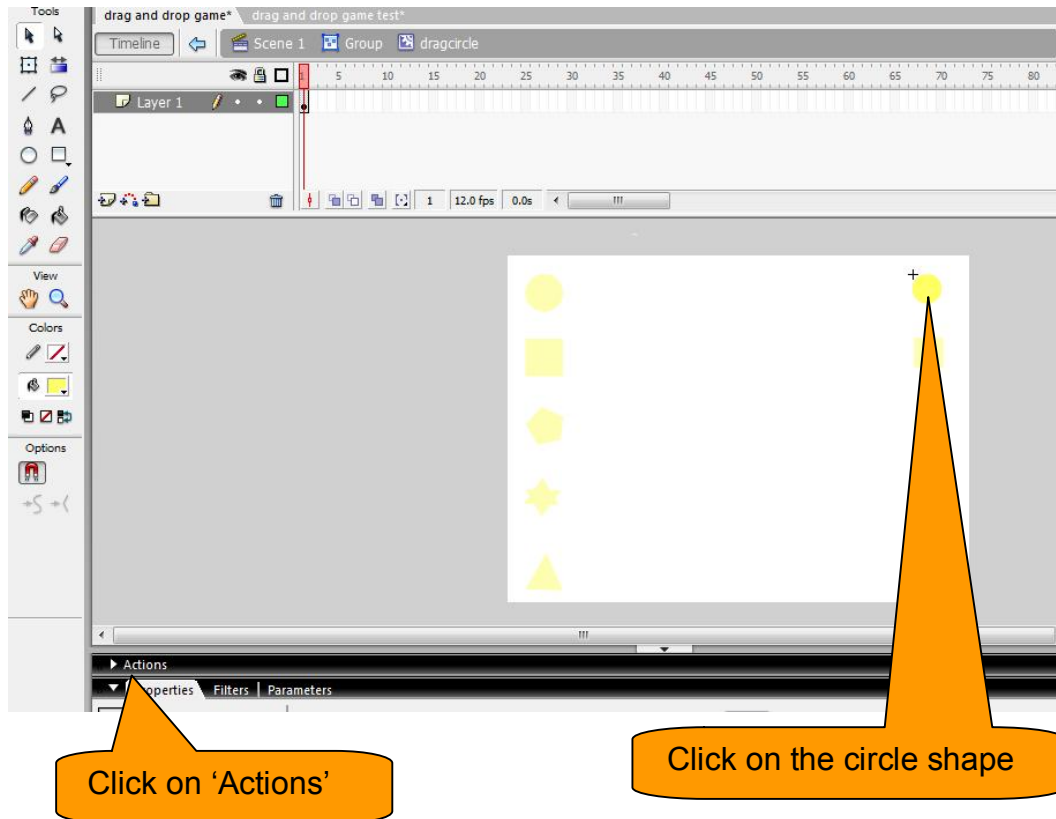 Tools
drag and drop game* drag and drop game test*
Timeline Scene 1 Group dragcircle
1 5 10 15 20 25 30 35 40 45 50 55 60 65 70 75 80
Layer 1
1 12.0 fps 0.0s
View
Colors
Options
Actions
Properties Filters Parameters
Click on the circle shape
Click on ‘Actions’